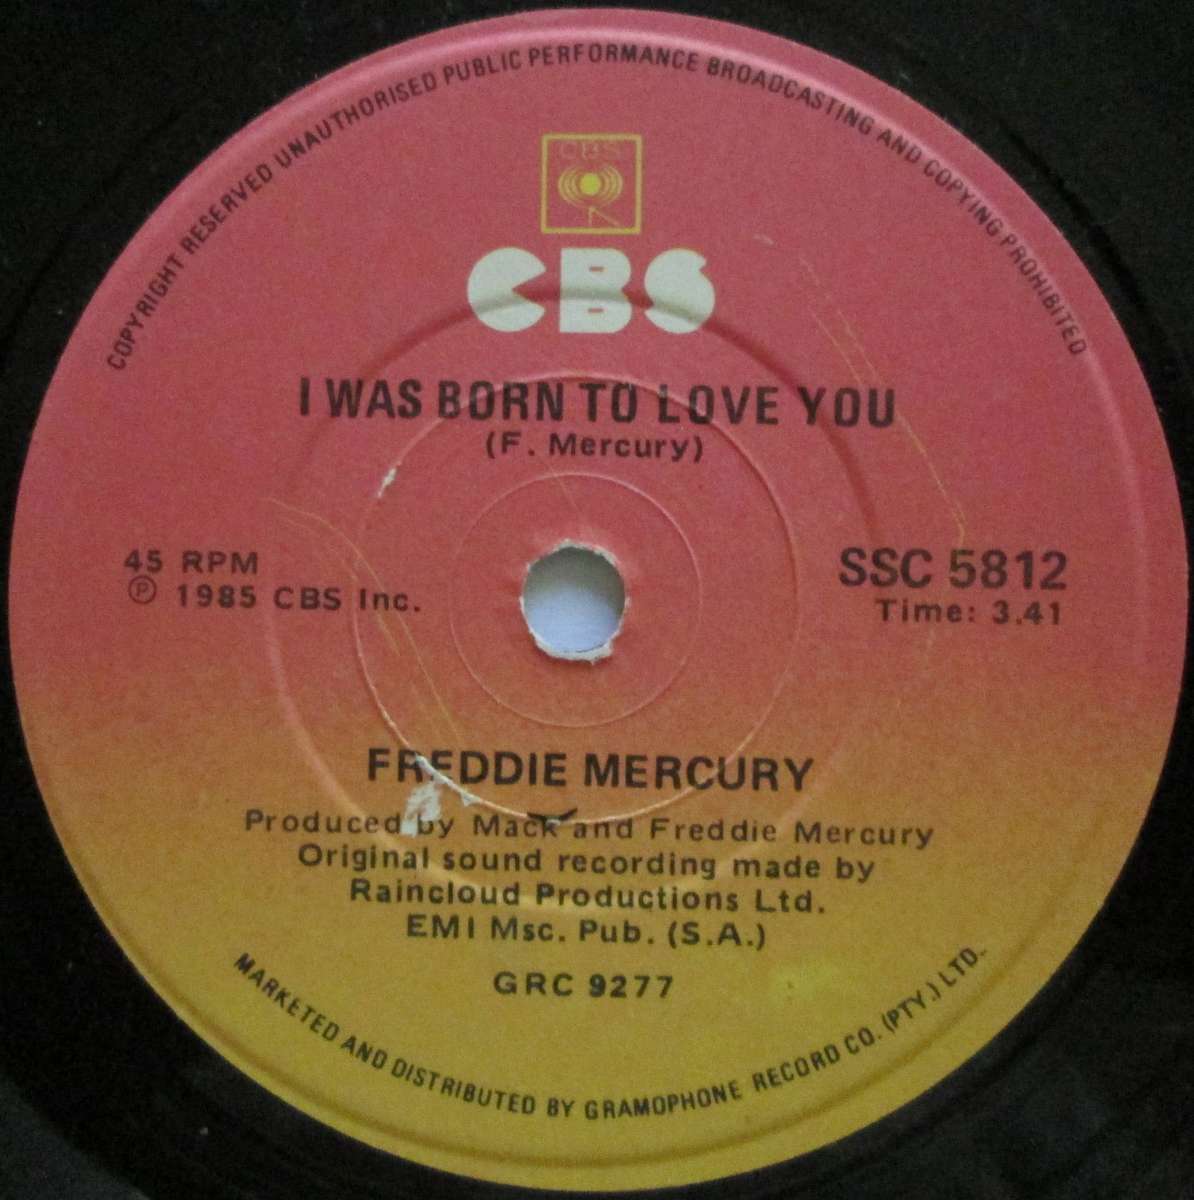 COPYRIGHT RESERVED UNAUTHORISED PUBLIC PERFORMANCE BROADCASTING AND COPYING PROHIBITED
CBS
CBS
I WAS BORN TO LOVE YOU
(F. Mercury)
45 RPM
℗ 1985 CBS Inc.
SSC 5812
Time: 3.41
FREDDIE MERCURY
Produced by Mack and Freddie Mercury
Original sound recording made by
Raincloud Productions Ltd.
EMI Msc. Pub. (S.A.)
GRC 9277
MARKETED AND DISTRIBUTED BY GRAMOPHONE RECORD CO. (PTY.) LTD.